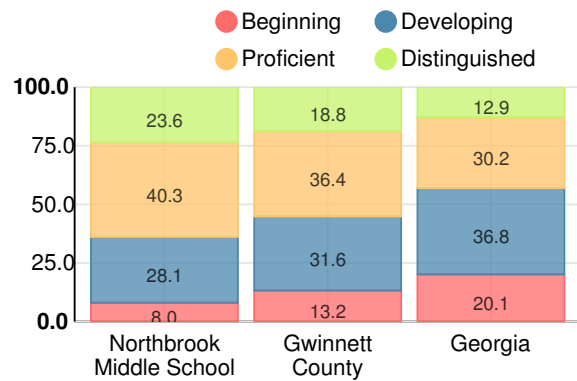 Beginning Developing
Proficient Distinguished
100.0
75.0
50.0
25.0
0.0
23.6 18.8 12.9
40.3 36.4 30.2
28.1 31.6 36.8
8.0 13.2 20.1
Northbrook Gwinnett Georgia
Middle School County